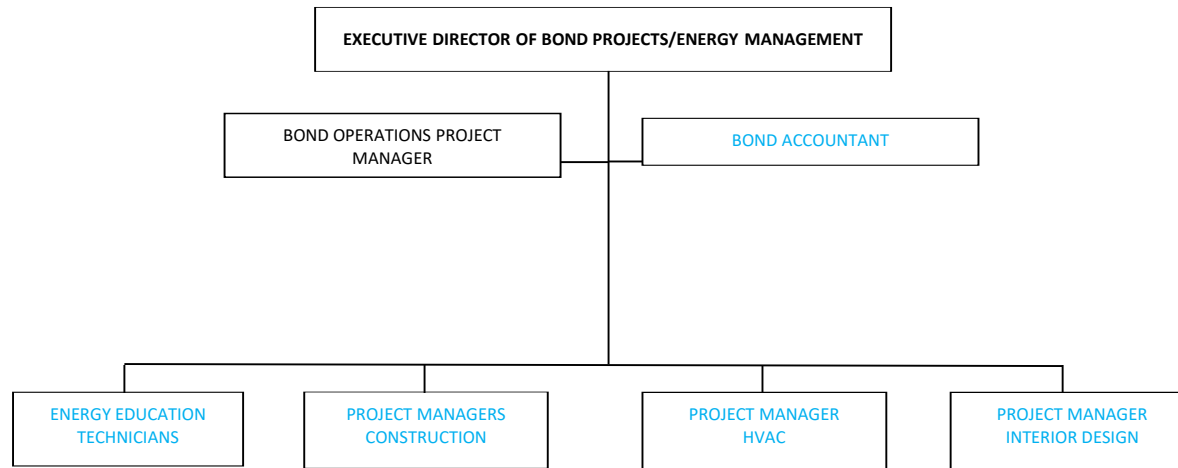 EXECUTIVE DIRECTOR OF BOND PROJECTS/ENERGY MANAGEMENT
BOND OPERATIONS PROJECT
MANAGER
BOND ACCOUNTANT
ENERGY EDUCATION
TECHNICIANS
PROJECT MANAGERS
CONSTRUCTION
PROJECT MANAGER
HVAC
PROJECT MANAGER
INTERIOR DESIGN